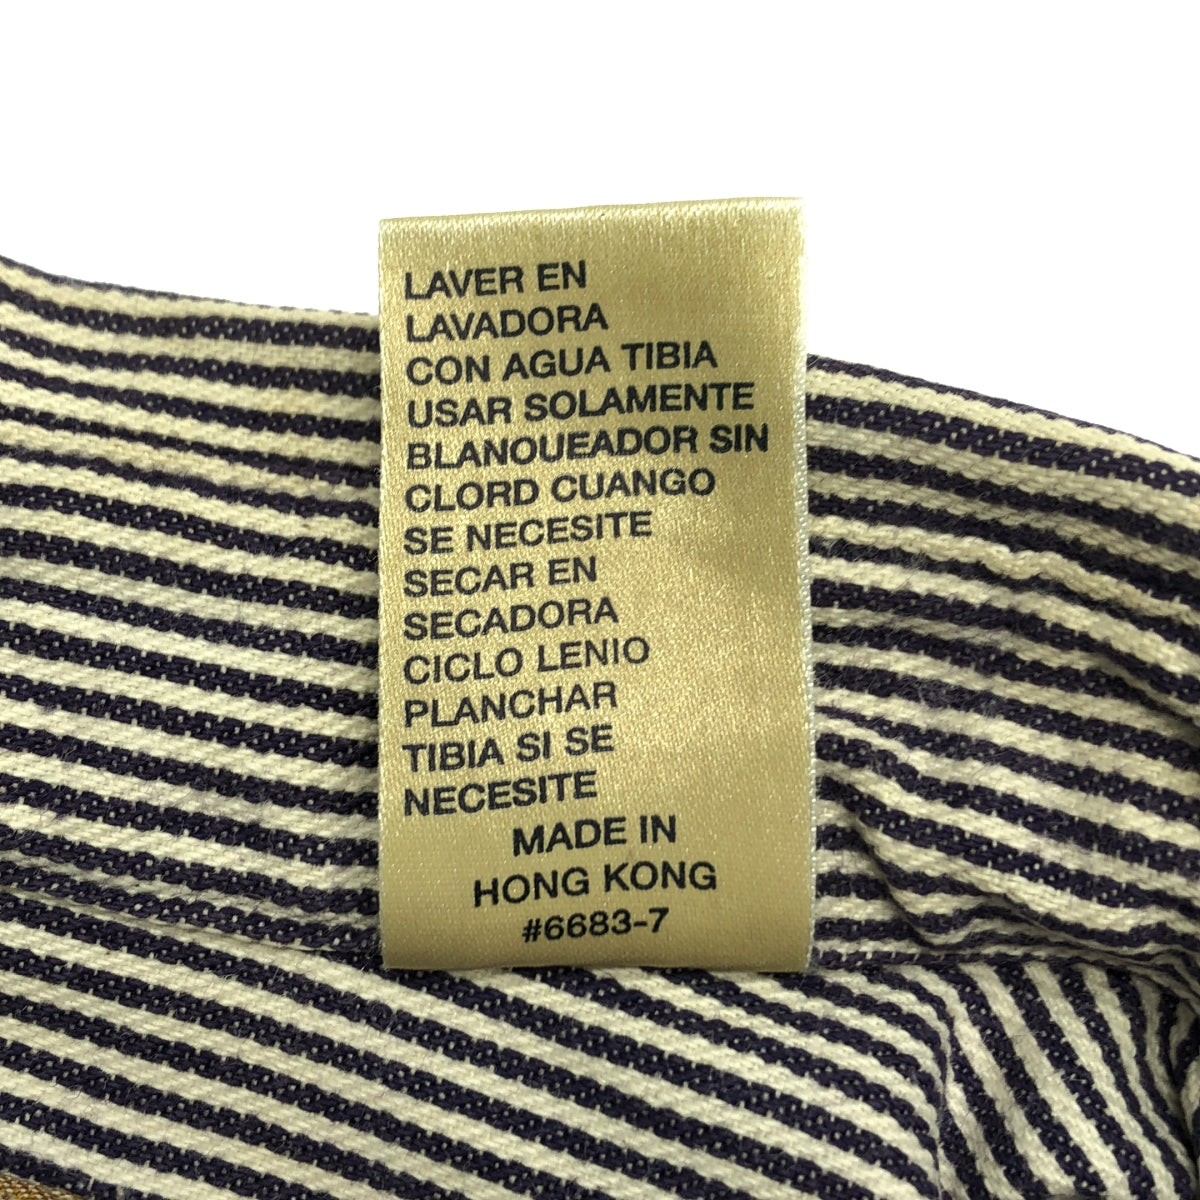 LAVER EN
LAVADORA
CON AGUA TIBIA
USAR SOLAMENTE
BLANQUEADOR SIN
CLORD CUANGO
SE NECESITE
SECAR EN
SECADORA
CICLO LENIO
PLANCHAR
TIBIA SI SE
NECESITE
MADE IN
HONG KONG
#6683-7